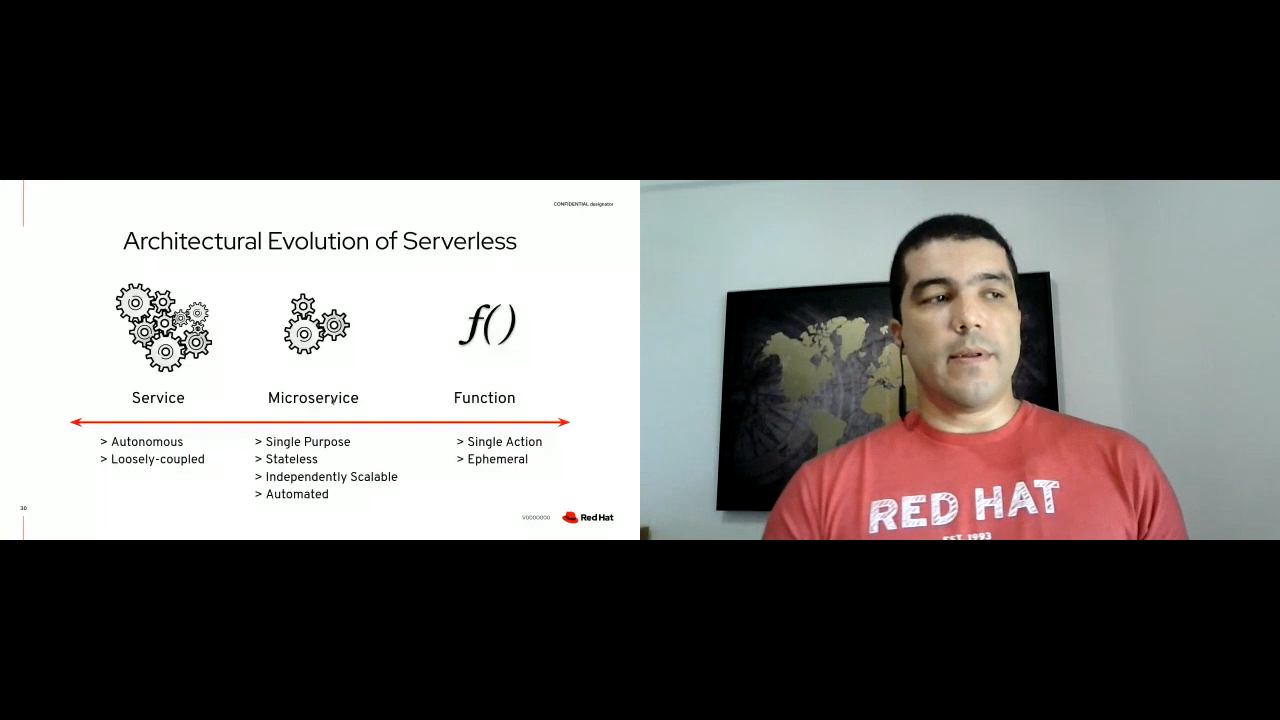 CONFIDENTIAL designator
Architectural Evolution of Serverless
f()
Service
Microservice
Function
> Autonomous
> Loosely-coupled
> Single Purpose
> Stateless
> Independently Scalable
> Automated
> Single Action
> Ephemeral
30
V0000000
Red Hat
RED HAT
EST. 1993